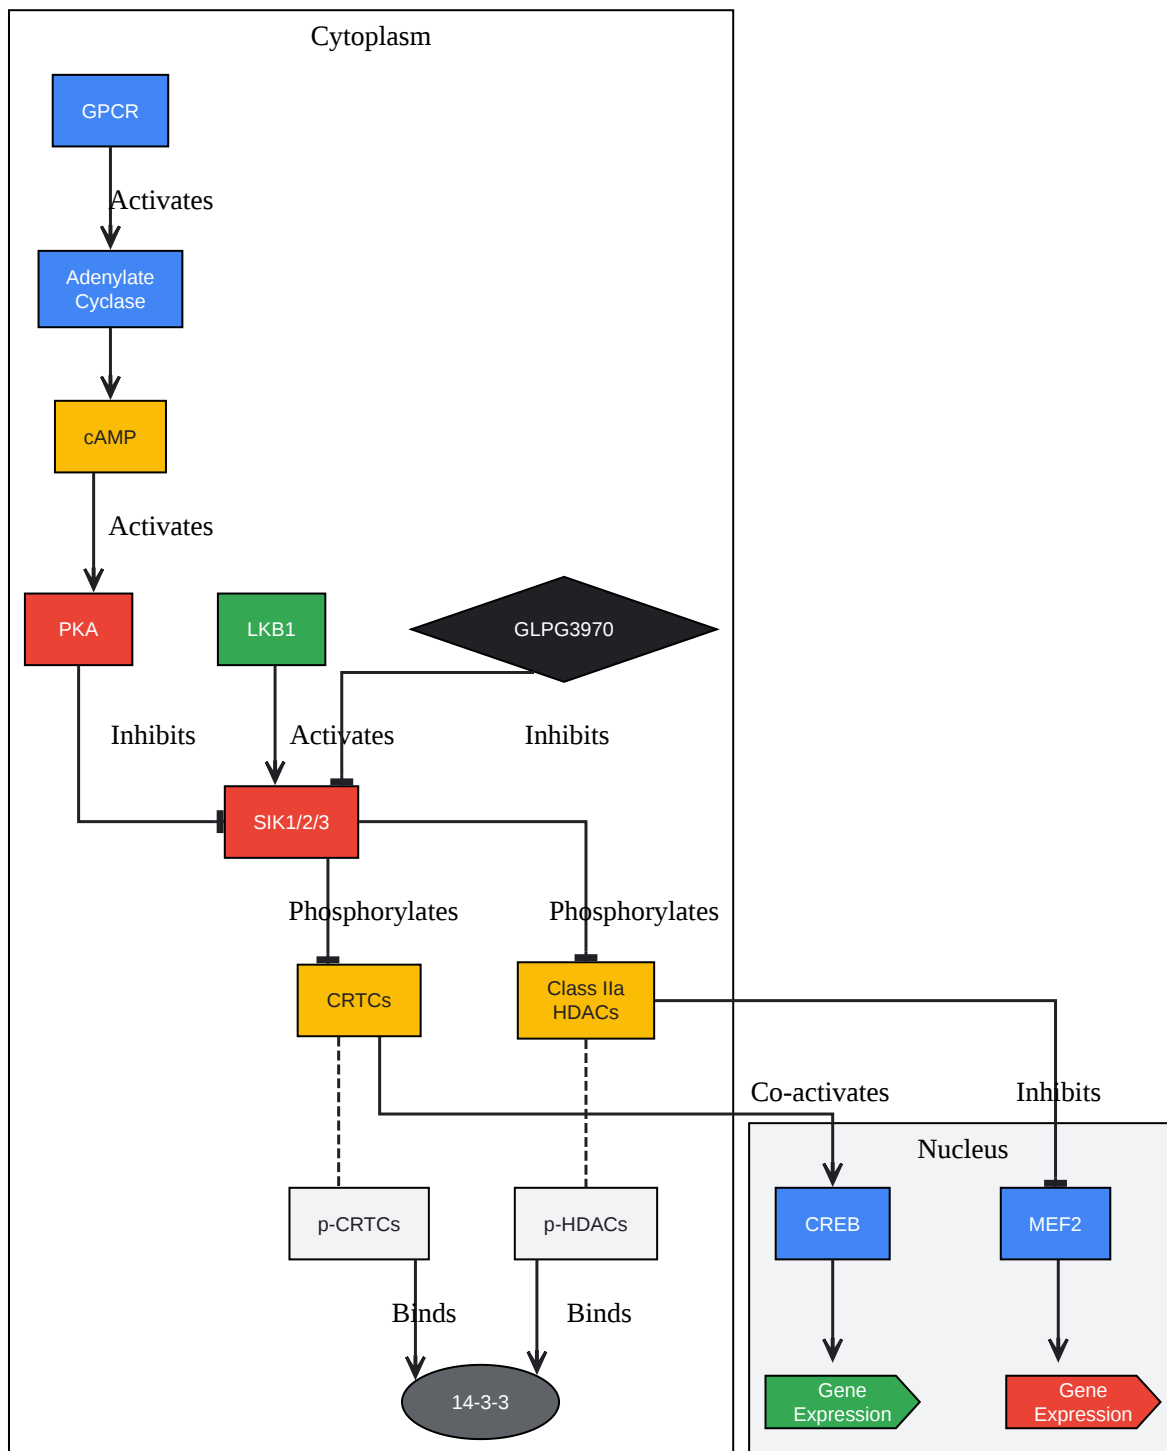 Cytoplasm
GPCR
Activates
Adenylate
Cyclase
cAMP
Activates
PKA
LKB1
GLPG3970
Inhibits
Activates
Inhibits
SIK1/2/3
Phosphorylates
Phosphorylates
CRTCs
Class IIa
HDACs
Co-activates
Inhibits
Nucleus
p-CRTCs
p-HDACs
CREB
MEF2
Binds
Binds
14-3-3
Gene
Expression
Gene
Expression